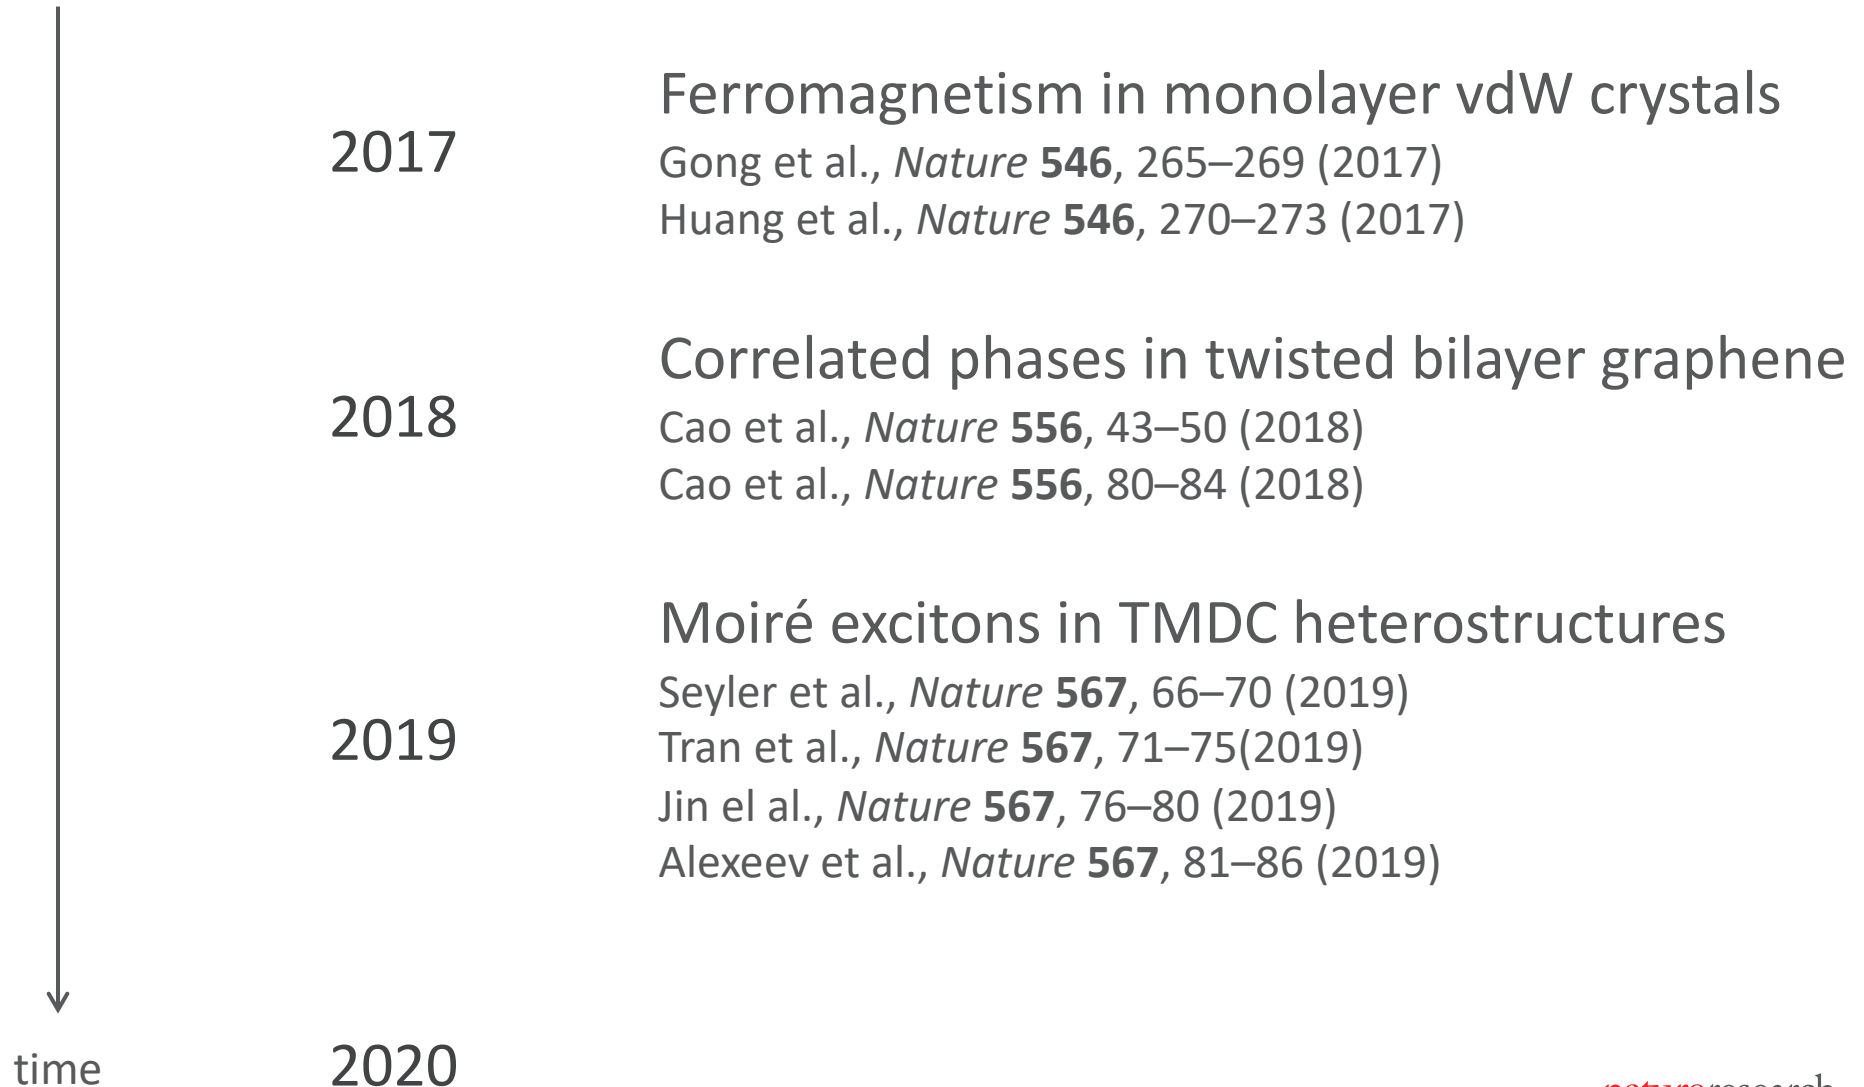 2017
Ferromagnetism in monolayer vdW crystals
Gong et al., Nature 546, 265–269 (2017)
Huang et al., Nature 546, 270–273 (2017)
2018
Correlated phases in twisted bilayer graphene
Cao et al., Nature 556, 43–50 (2018)
Cao et al., Nature 556, 80–84 (2018)
2019
Moiré excitons in TMDC heterostructures
Seyler et al., Nature 567, 66–70 (2019)
Tran et al., Nature 567, 71–75(2019)
Jin el al., Nature 567, 76–80 (2019)
Alexeev et al., Nature 567, 81–86 (2019)
time
2020
natureresearch